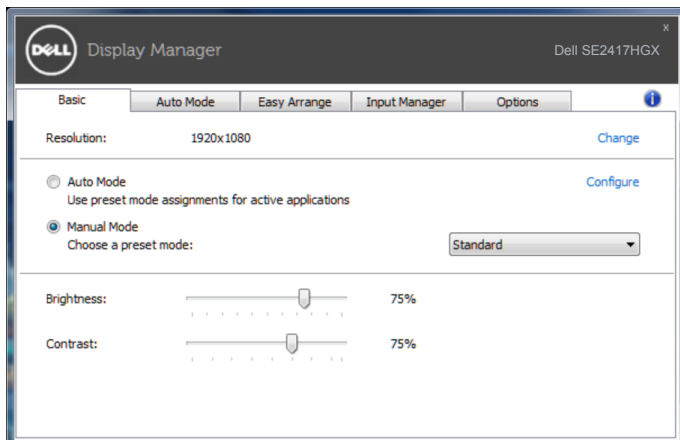 x
DELL Display Manager
Dell SE2417HGX
Basic Auto Mode Easy Arrange Input Manager Options i
Resolution: 1920x1080 Change
Auto Mode Configure
Use preset mode assignments for active applications
Manual Mode
Choose a preset mode: Standard
Brightness: 75%
Contrast: 75%